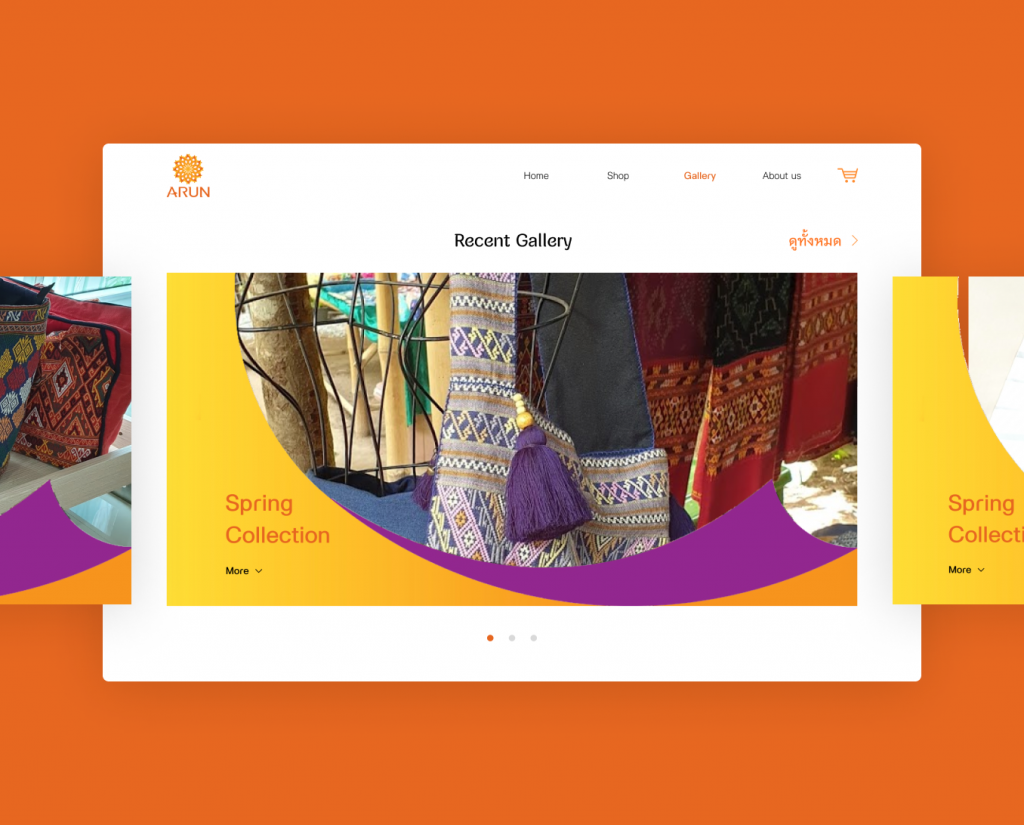 ARUN
Home
Shop
Gallery
About us
Recent Gallery
ดูทั้งหมด
Spring
Collection
More
Spring
Collecti
More